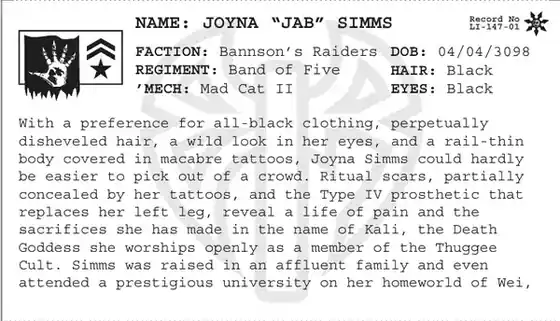 NAME: JOYNA “JAB” SIMMS
Record No
LI-147-01
FACTION: Bannson’s Raiders DOB: 04/04/3098
REGIMENT: Band of Five HAIR: Black
’MECH: Mad Cat II EYES: Black
With a preference for all-black clothing, perpetually
disheveled hair, a wild look in her eyes, and a rail-thin
body covered in macabre tattoos, Joyna Simms could hardly
be easier to pick out of a crowd. Ritual scars, partially
concealed by her tattoos, and the Type IV prosthetic that
replaces her left leg, reveal a life of pain and the
sacrifices she has made in the name of Kali, the Death
Goddess she worships openly as a member of the Thuggee
Cult. Simms was raised in an affluent family and even
attended a prestigious university on her homeworld of Wei,